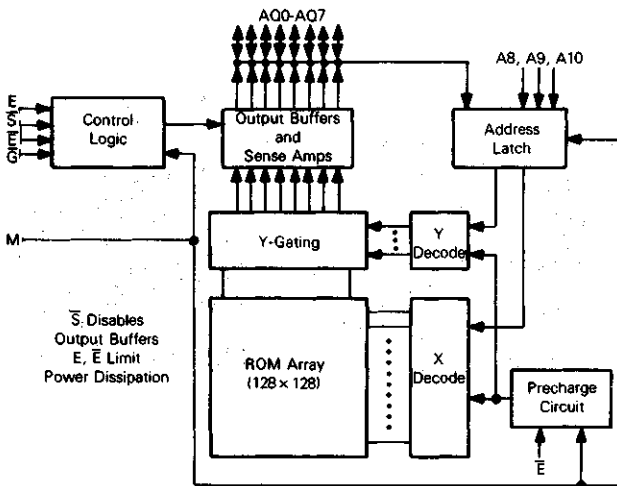 AQ0-AQ7
A8, A9, A10
E
S̅
E̅
G̅
Control
Logic
Output Buffers
and
Sense Amps
Address
Latch
M
Y-Gating
Y
Decode
S̅ Disables
Output Buffers
E, E̅ Limit
Power Dissipation
ROM Array
(128 × 128)
X
Decode
Precharge
Circuit
E̅